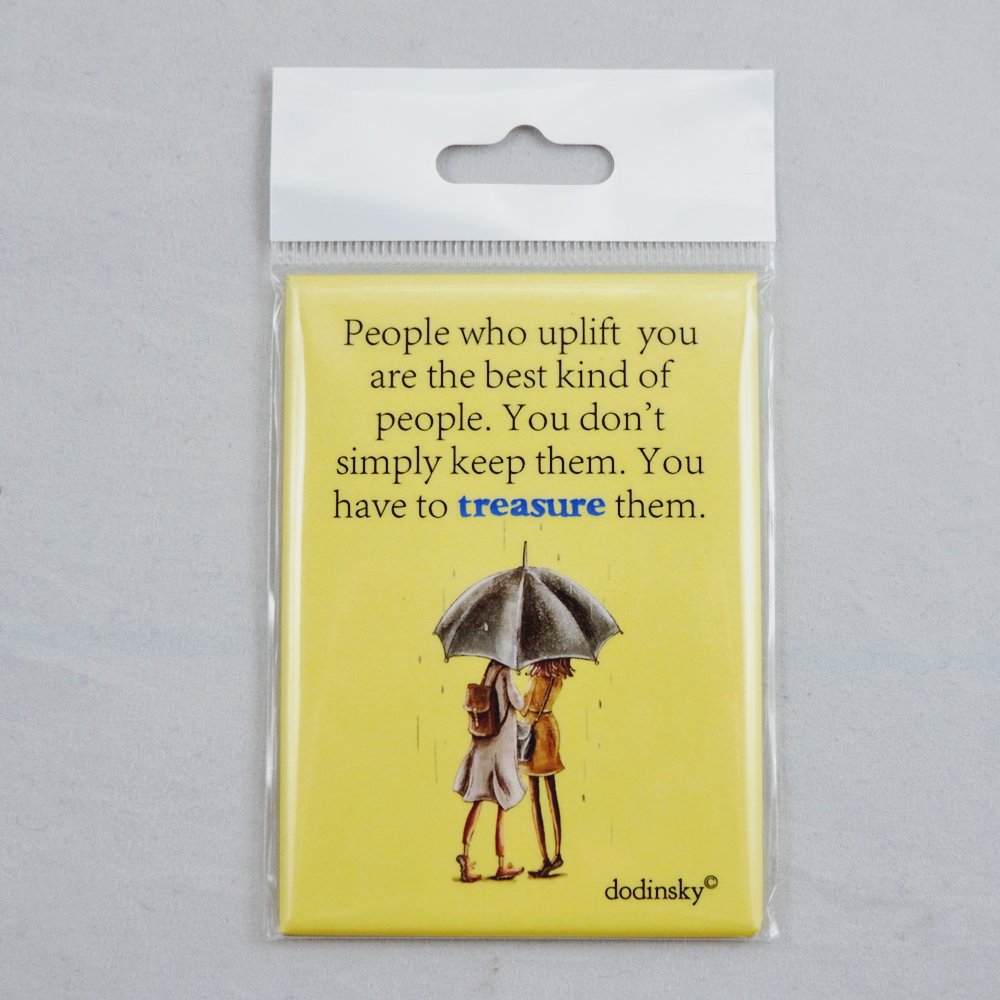 People who uplift you
are the best kind of
people. You don’t
simply keep them. You
have to treasure them.
dodinsky©